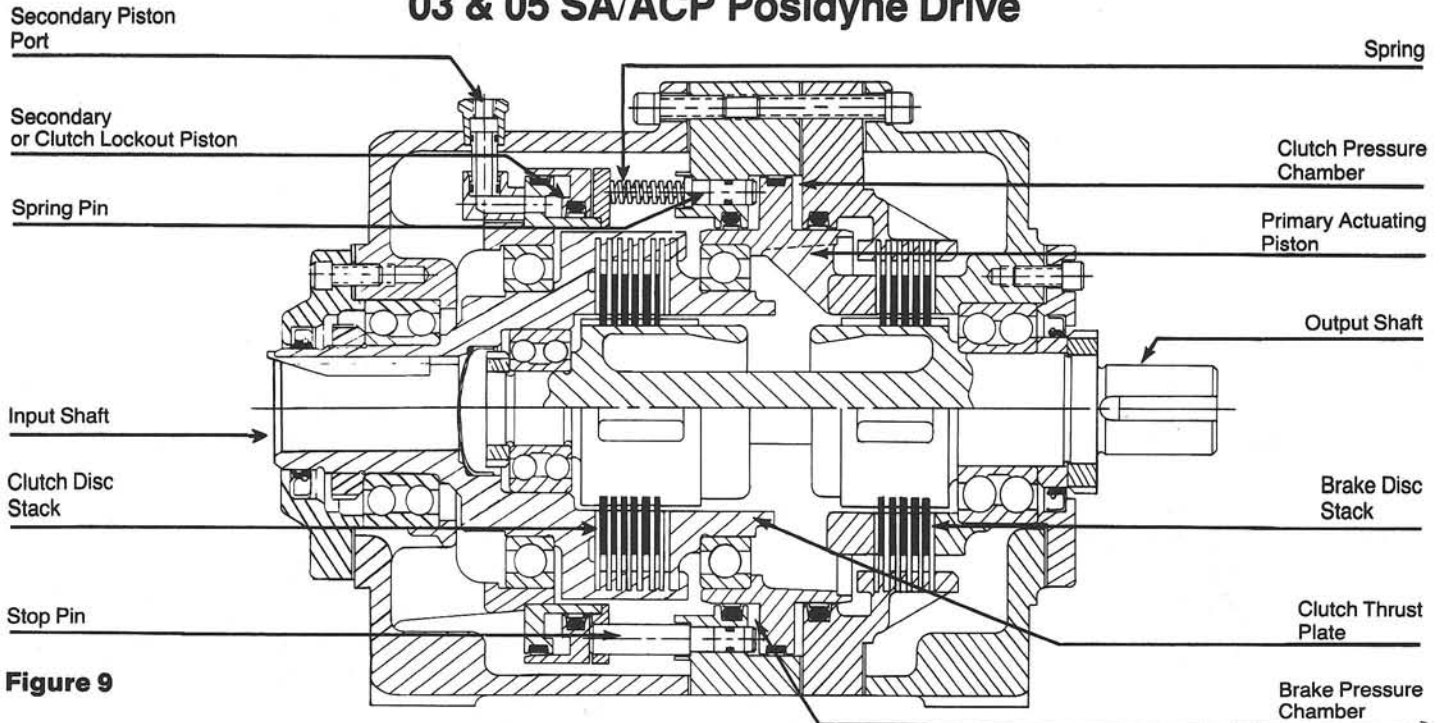 03 & 05 SA/ACP Posidyne Drive
Secondary Piston
Port
Secondary
or Clutch Lockout Piston
Spring Pin
Input Shaft
Clutch Disc
Stack
Stop Pin
Figure 9
Spring
Clutch Pressure
Chamber
Primary Actuating
Piston
Output Shaft
Brake Disc
Stack
Clutch Thrust
Plate
Brake Pressure
Chamber